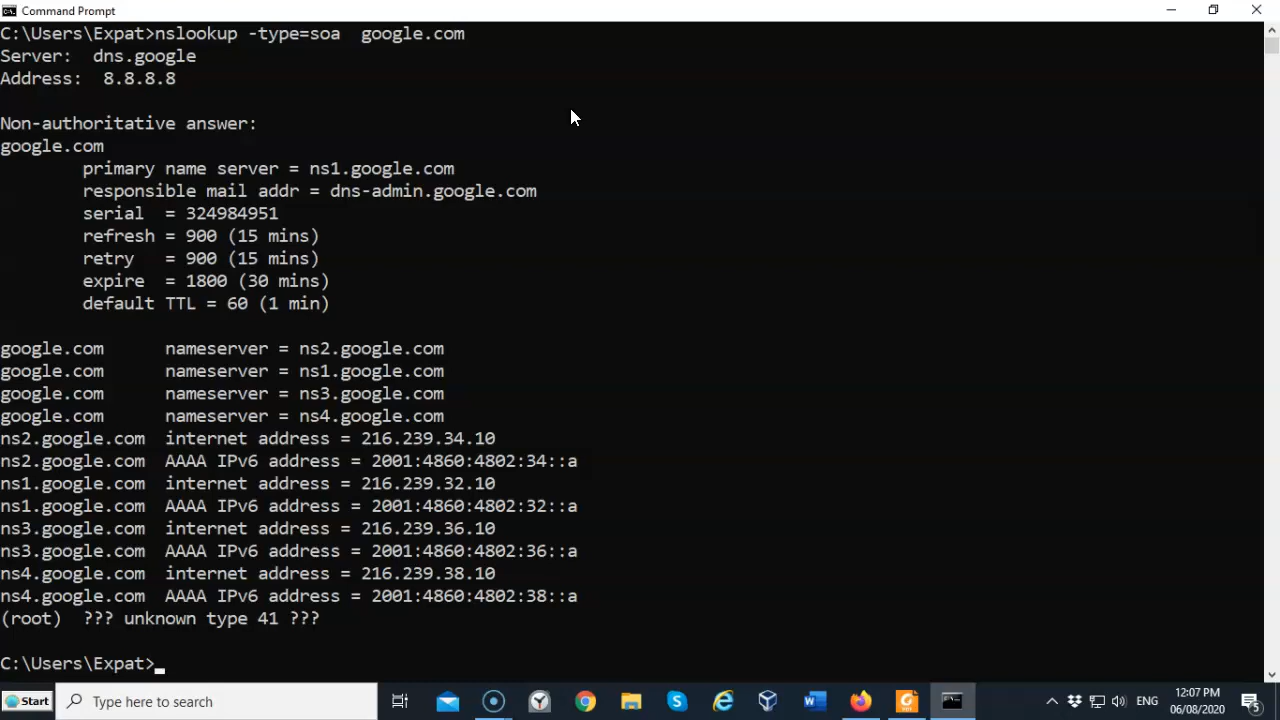 Command Prompt
C:\Users\Expat>nslookup -type=soa  google.com
Server:  dns.google
Address:  8.8.8.8

Non-authoritative answer:
google.com
        primary name server = ns1.google.com
        responsible mail addr = dns-admin.google.com
        serial  = 324984951
        refresh = 900 (15 mins)
        retry   = 900 (15 mins)
        expire  = 1800 (30 mins)
        default TTL = 60 (1 min)

google.com      nameserver = ns2.google.com
google.com      nameserver = ns1.google.com
google.com      nameserver = ns3.google.com
google.com      nameserver = ns4.google.com
ns2.google.com  internet address = 216.239.34.10
ns2.google.com  AAAA IPv6 address = 2001:4860:4802:34::a
ns1.google.com  internet address = 216.239.32.10
ns1.google.com  AAAA IPv6 address = 2001:4860:4802:32::a
ns3.google.com  internet address = 216.239.36.10
ns3.google.com  AAAA IPv6 address = 2001:4860:4802:36::a
ns4.google.com  internet address = 216.239.38.10
ns4.google.com  AAAA IPv6 address = 2001:4860:4802:38::a
(root)  ??? unknown type 41 ???

C:\Users\Expat>
Start
Type here to search
ENG
12:07 PM
06/08/2020
5